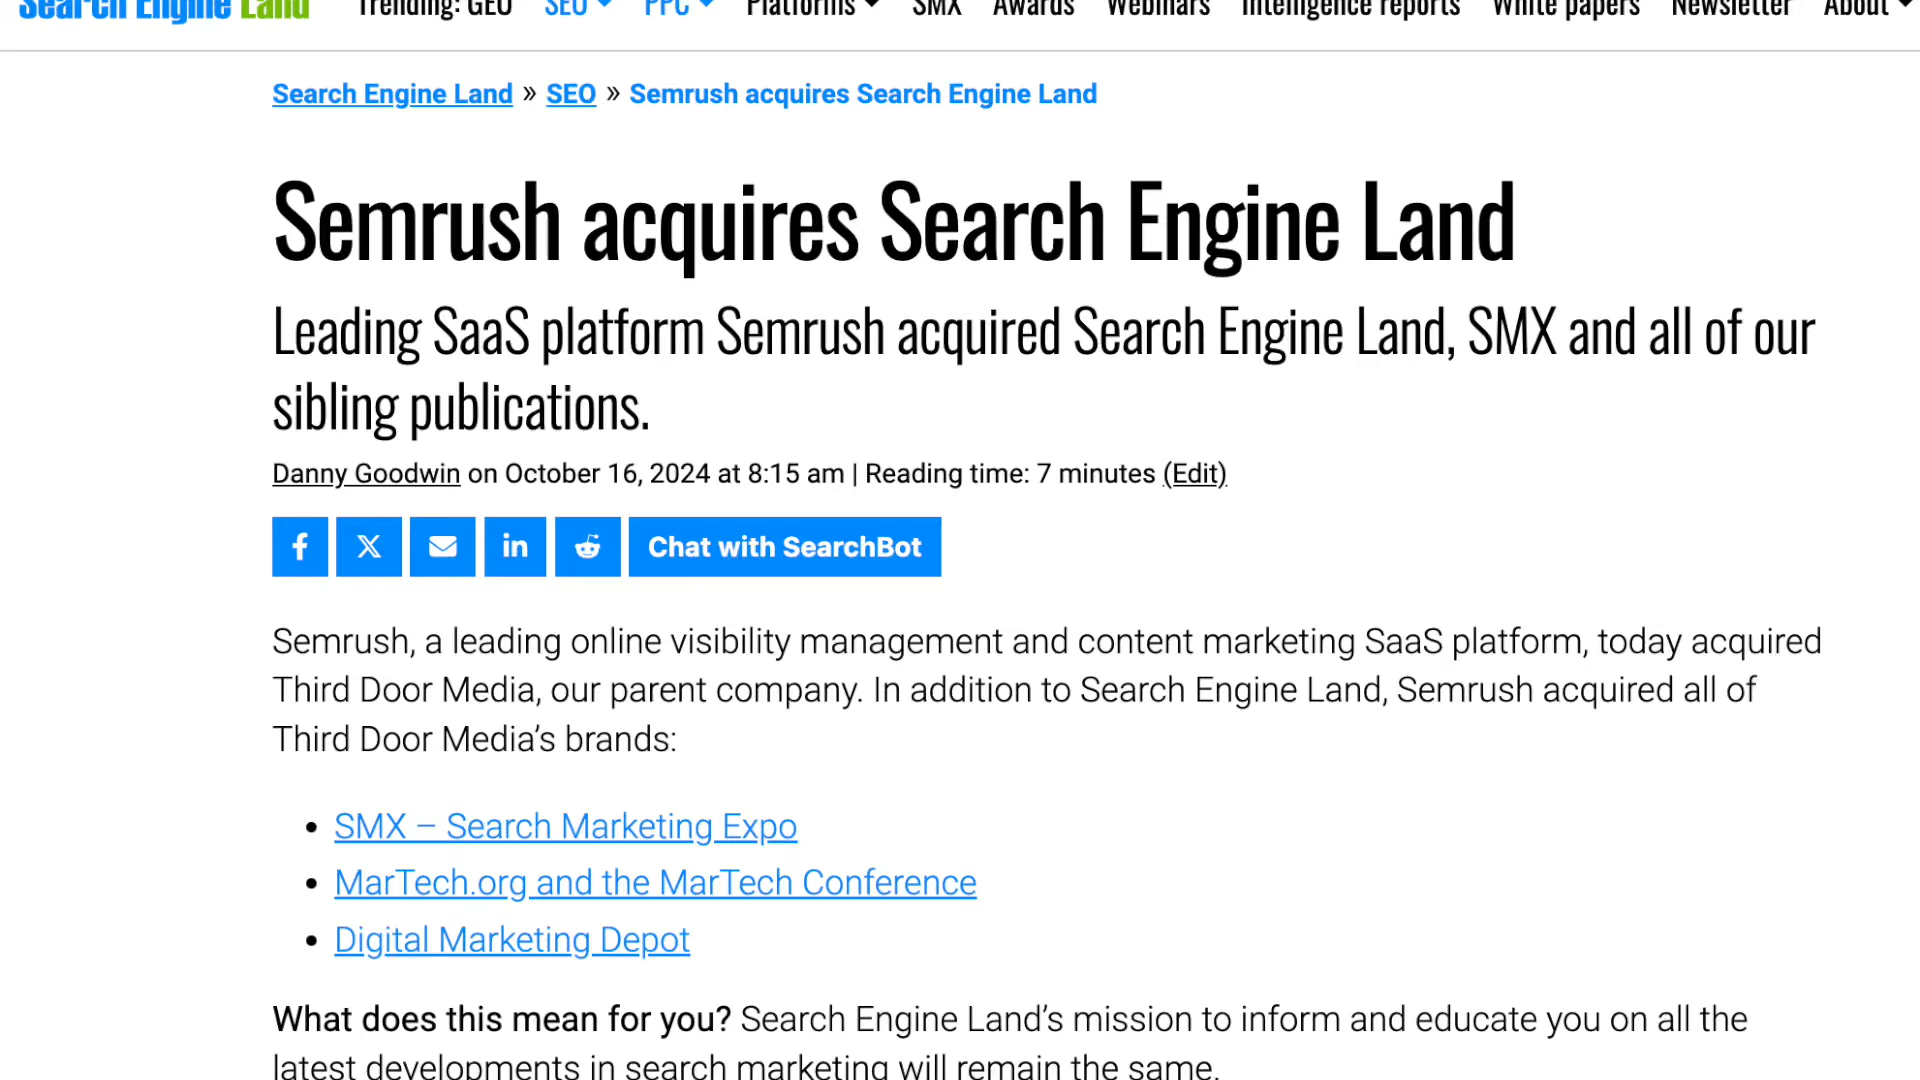 Search Engine Land Trending: GEO SEO PPC Platforms SMX Awards Webinars Intelligence reports White papers Newsletter About
Search Engine Land » SEO » Semrush acquires Search Engine Land
Semrush acquires Search Engine Land
Leading SaaS platform Semrush acquired Search Engine Land, SMX and all of our
sibling publications.
Danny Goodwin on October 16, 2024 at 8:15 am | Reading time: 7 minutes (Edit)
Chat with SearchBot
Semrush, a leading online visibility management and content marketing SaaS platform, today acquired
Third Door Media, our parent company. In addition to Search Engine Land, Semrush acquired all of
Third Door Media’s brands:
• SMX – Search Marketing Expo
• MarTech.org and the MarTech Conference
• Digital Marketing Depot
What does this mean for you? Search Engine Land’s mission to inform and educate you on all the
latest developments in search marketing will remain the same.